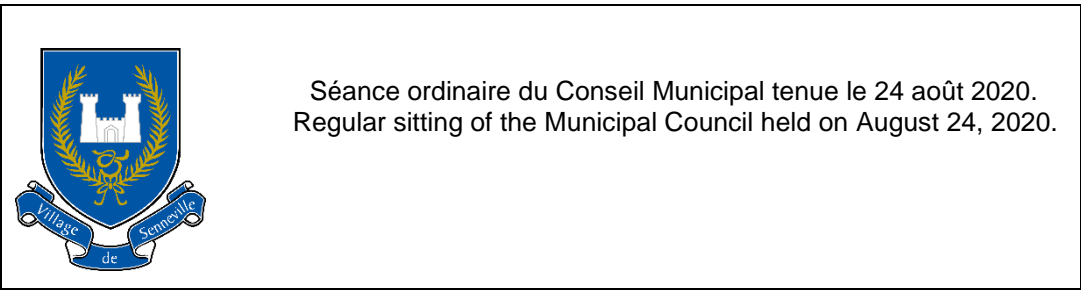 Séance ordinaire du Conseil Municipal tenue le 24 août 2020.
Regular sitting of the Municipal Council held on August 24, 2020.
Village
de
Senneville